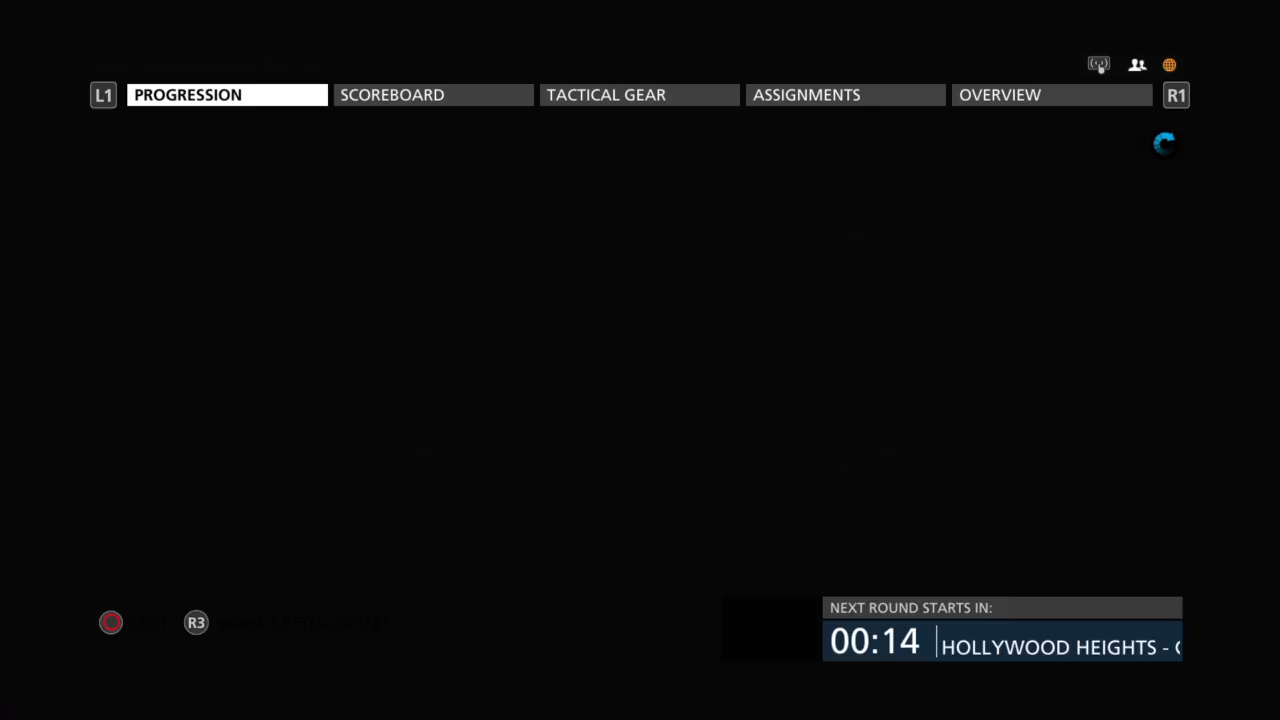 L1 PROGRESSION SCOREBOARD TACTICAL GEAR ASSIGNMENTS OVERVIEW R1
NEXT ROUND STARTS IN:
00:14 HOLLYWOOD HEIGHTS -
R3